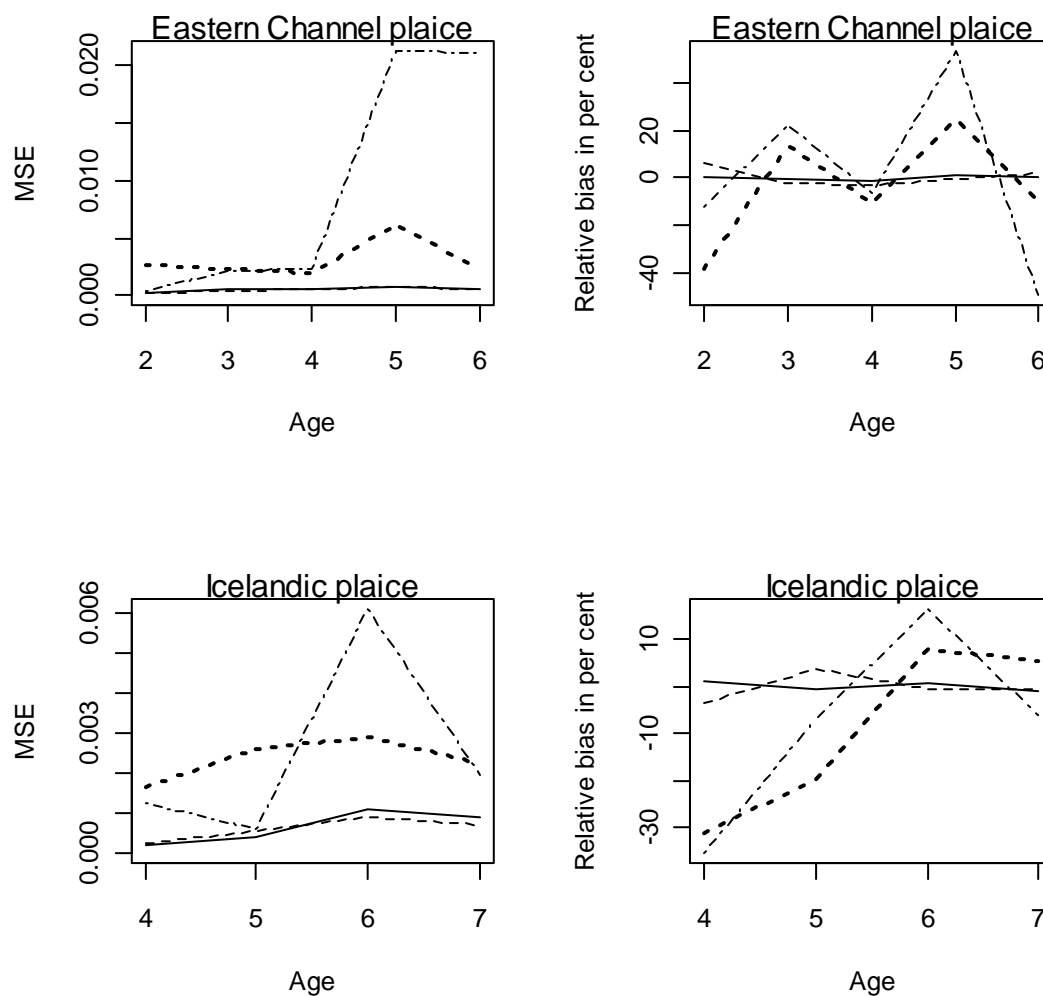 Eastern Channel plaice
MSE
0.000 0.010 0.020
2 3 4 5 6
Age
Eastern Channel plaice
Relative bias in per cent
-40 0 20
2 3 4 5 6
Age
Icelandic plaice
MSE
0.000 0.003 0.006
4 5 6 7
Age
Icelandic plaice
Relative bias in per cent
-30 -10 10
4 5 6 7
Age